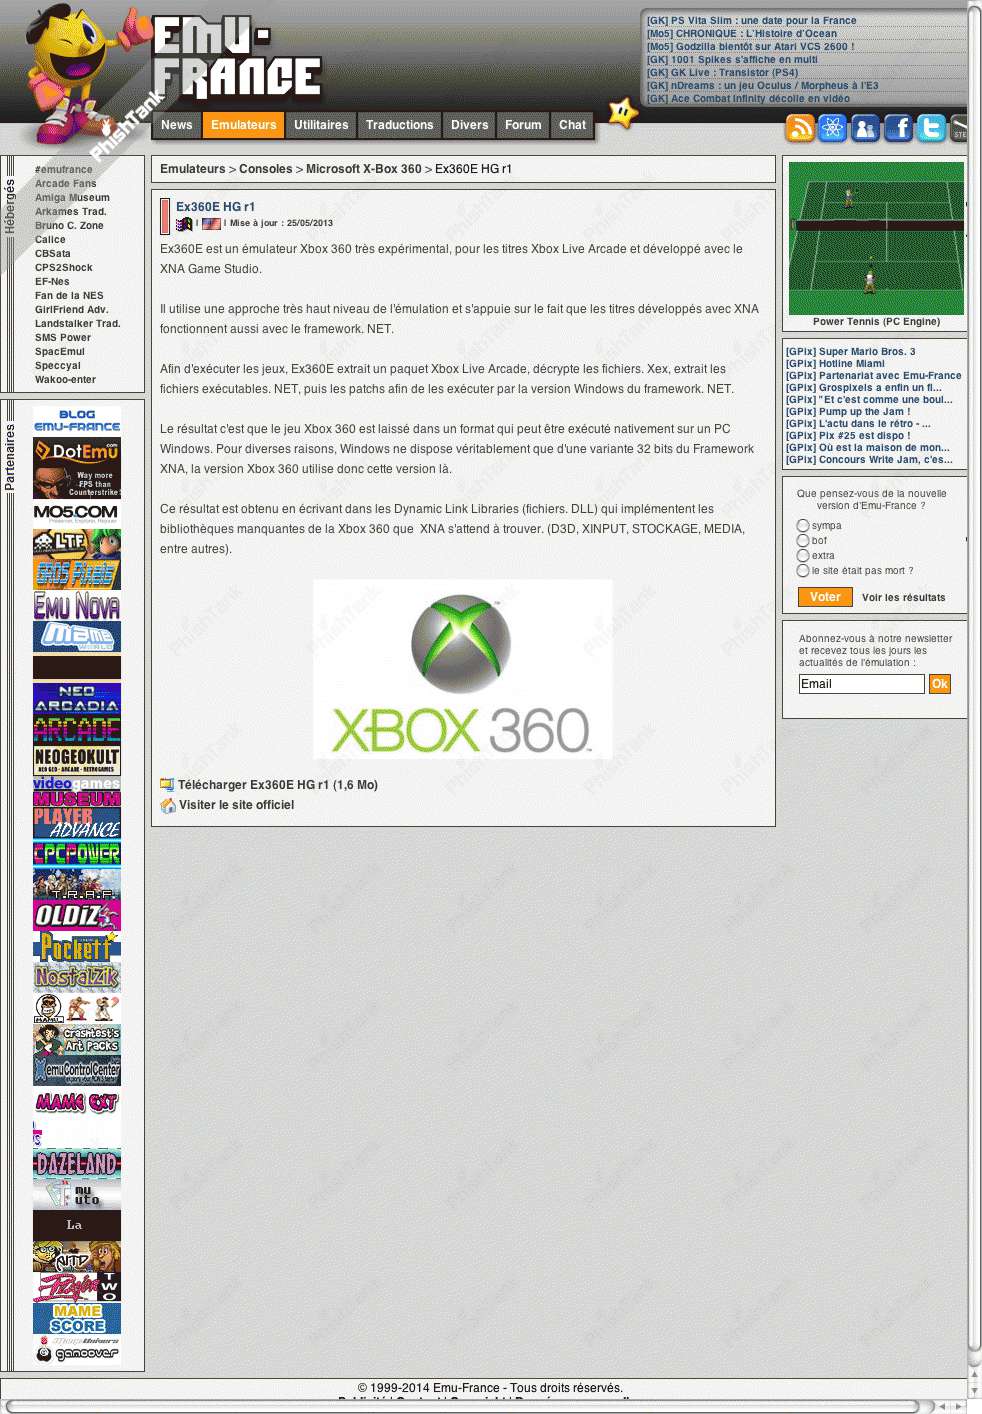 EMU-
FRANCE
[GK] PS Vita Slim : une date pour la France
[Mo5] CHRONIQUE : L'Histoire d'Ocean
[Mo5] Godzilla bientôt sur Atari VCS 2600 !
[GK] 1001 Spikes s'affiche en multi
[GK] GK Live : Transistor (PS4)
[GK] nDreams : un jeu Oculus / Morpheus à l'E3
[GK] Ace Combat Infinity décolle en vidéo
PhishTank
News Emulateurs Utilitaires Traductions Divers Forum Chat
Hébergés
#emufrance
Arcade Fans
Amiga Museum
Arkames Trad.
Bruno C. Zone
Calice
CBSata
CPS2Shock
EF-Nes
Fan de la NES
GirlFriend Adv.
Landstalker Trad.
SMS Power
SpacEmul
Speccyal
Wakoo-enter
Partenaires
BLOG
EMU-FRANCE
DotEmu
Way more
FPS than
Counterstrike
MO5.COM
LTF
GROS PIXELS
EMU NOVA
MAME
WORLD
NEO
ARCADIA
ARCADE
NEOGEOKULT
videogames
MUSEUM
PLAYER
ADVANCE
CPCPOWER
T.R.A.F.
OLDIZ
Pockett
NostalZik
Crashtest's
Art Packs
emuControlCenter
MAME EXT
DAZELAND
mu
uto
La
AITD
TWO
MAME
SCORE
gamoover
Emulateurs > Consoles > Microsoft X-Box 360 > Ex360E HG r1
Ex360E HG r1
| | Mise à jour : 25/05/2013
Ex360E est un émulateur Xbox 360 très expérimental, pour les titres Xbox Live Arcade et développé avec le
XNA Game Studio.
Il utilise une approche très haut niveau de l'émulation et s'appuie sur le fait que les titres développés avec XNA
fonctionnent aussi avec le framework. NET.
Afin d'exécuter les jeux, Ex360E extrait un paquet Xbox Live Arcade, décrypte les fichiers. Xex, extrait les
fichiers exécutables. NET, puis les patchs afin de les exécuter par la version Windows du framework. NET.
Le résultat c'est que le jeu Xbox 360 est laissé dans un format qui peut être exécuté nativement sur un PC
Windows. Pour diverses raisons, Windows ne dispose véritablement que d'une variante 32 bits du Framework
XNA, la version Xbox 360 utilise donc cette version là.
Ce résultat est obtenu en écrivant dans les Dynamic Link Libraries (fichiers. DLL) qui implémentent les
bibliothèques manquantes de la Xbox 360 que XNA s'attend à trouver. (D3D, XINPUT, STOCKAGE, MEDIA,
entre autres).
XBOX 360
Télécharger Ex360E HG r1 (1,6 Mo)
Visiter le site officiel
Power Tennis (PC Engine)
[GPix] Super Mario Bros. 3
[GPix] Hotline Miami
[GPix] Partenariat avec Emu-France
[GPix] Grospixels a enfin un fl...
[GPix] "Et c'est comme une boul...
[GPix] Pump up the Jam !
[GPix] L'actu dans le rétro - ...
[GPix] Pix #25 est dispo !
[GPix] Où est la maison de mon...
[GPix] Concours Write Jam, c'es...
Que pensez-vous de la nouvelle
version d'Emu-France ?
sympa
bof
extra
le site était pas mort ?
Voter Voir les résultats
Abonnez-vous à notre newsletter
et recevez tous les jours les
actualités de l'émulation :
Email Ok
© 1999-2014 Emu-France - Tous droits réservés.